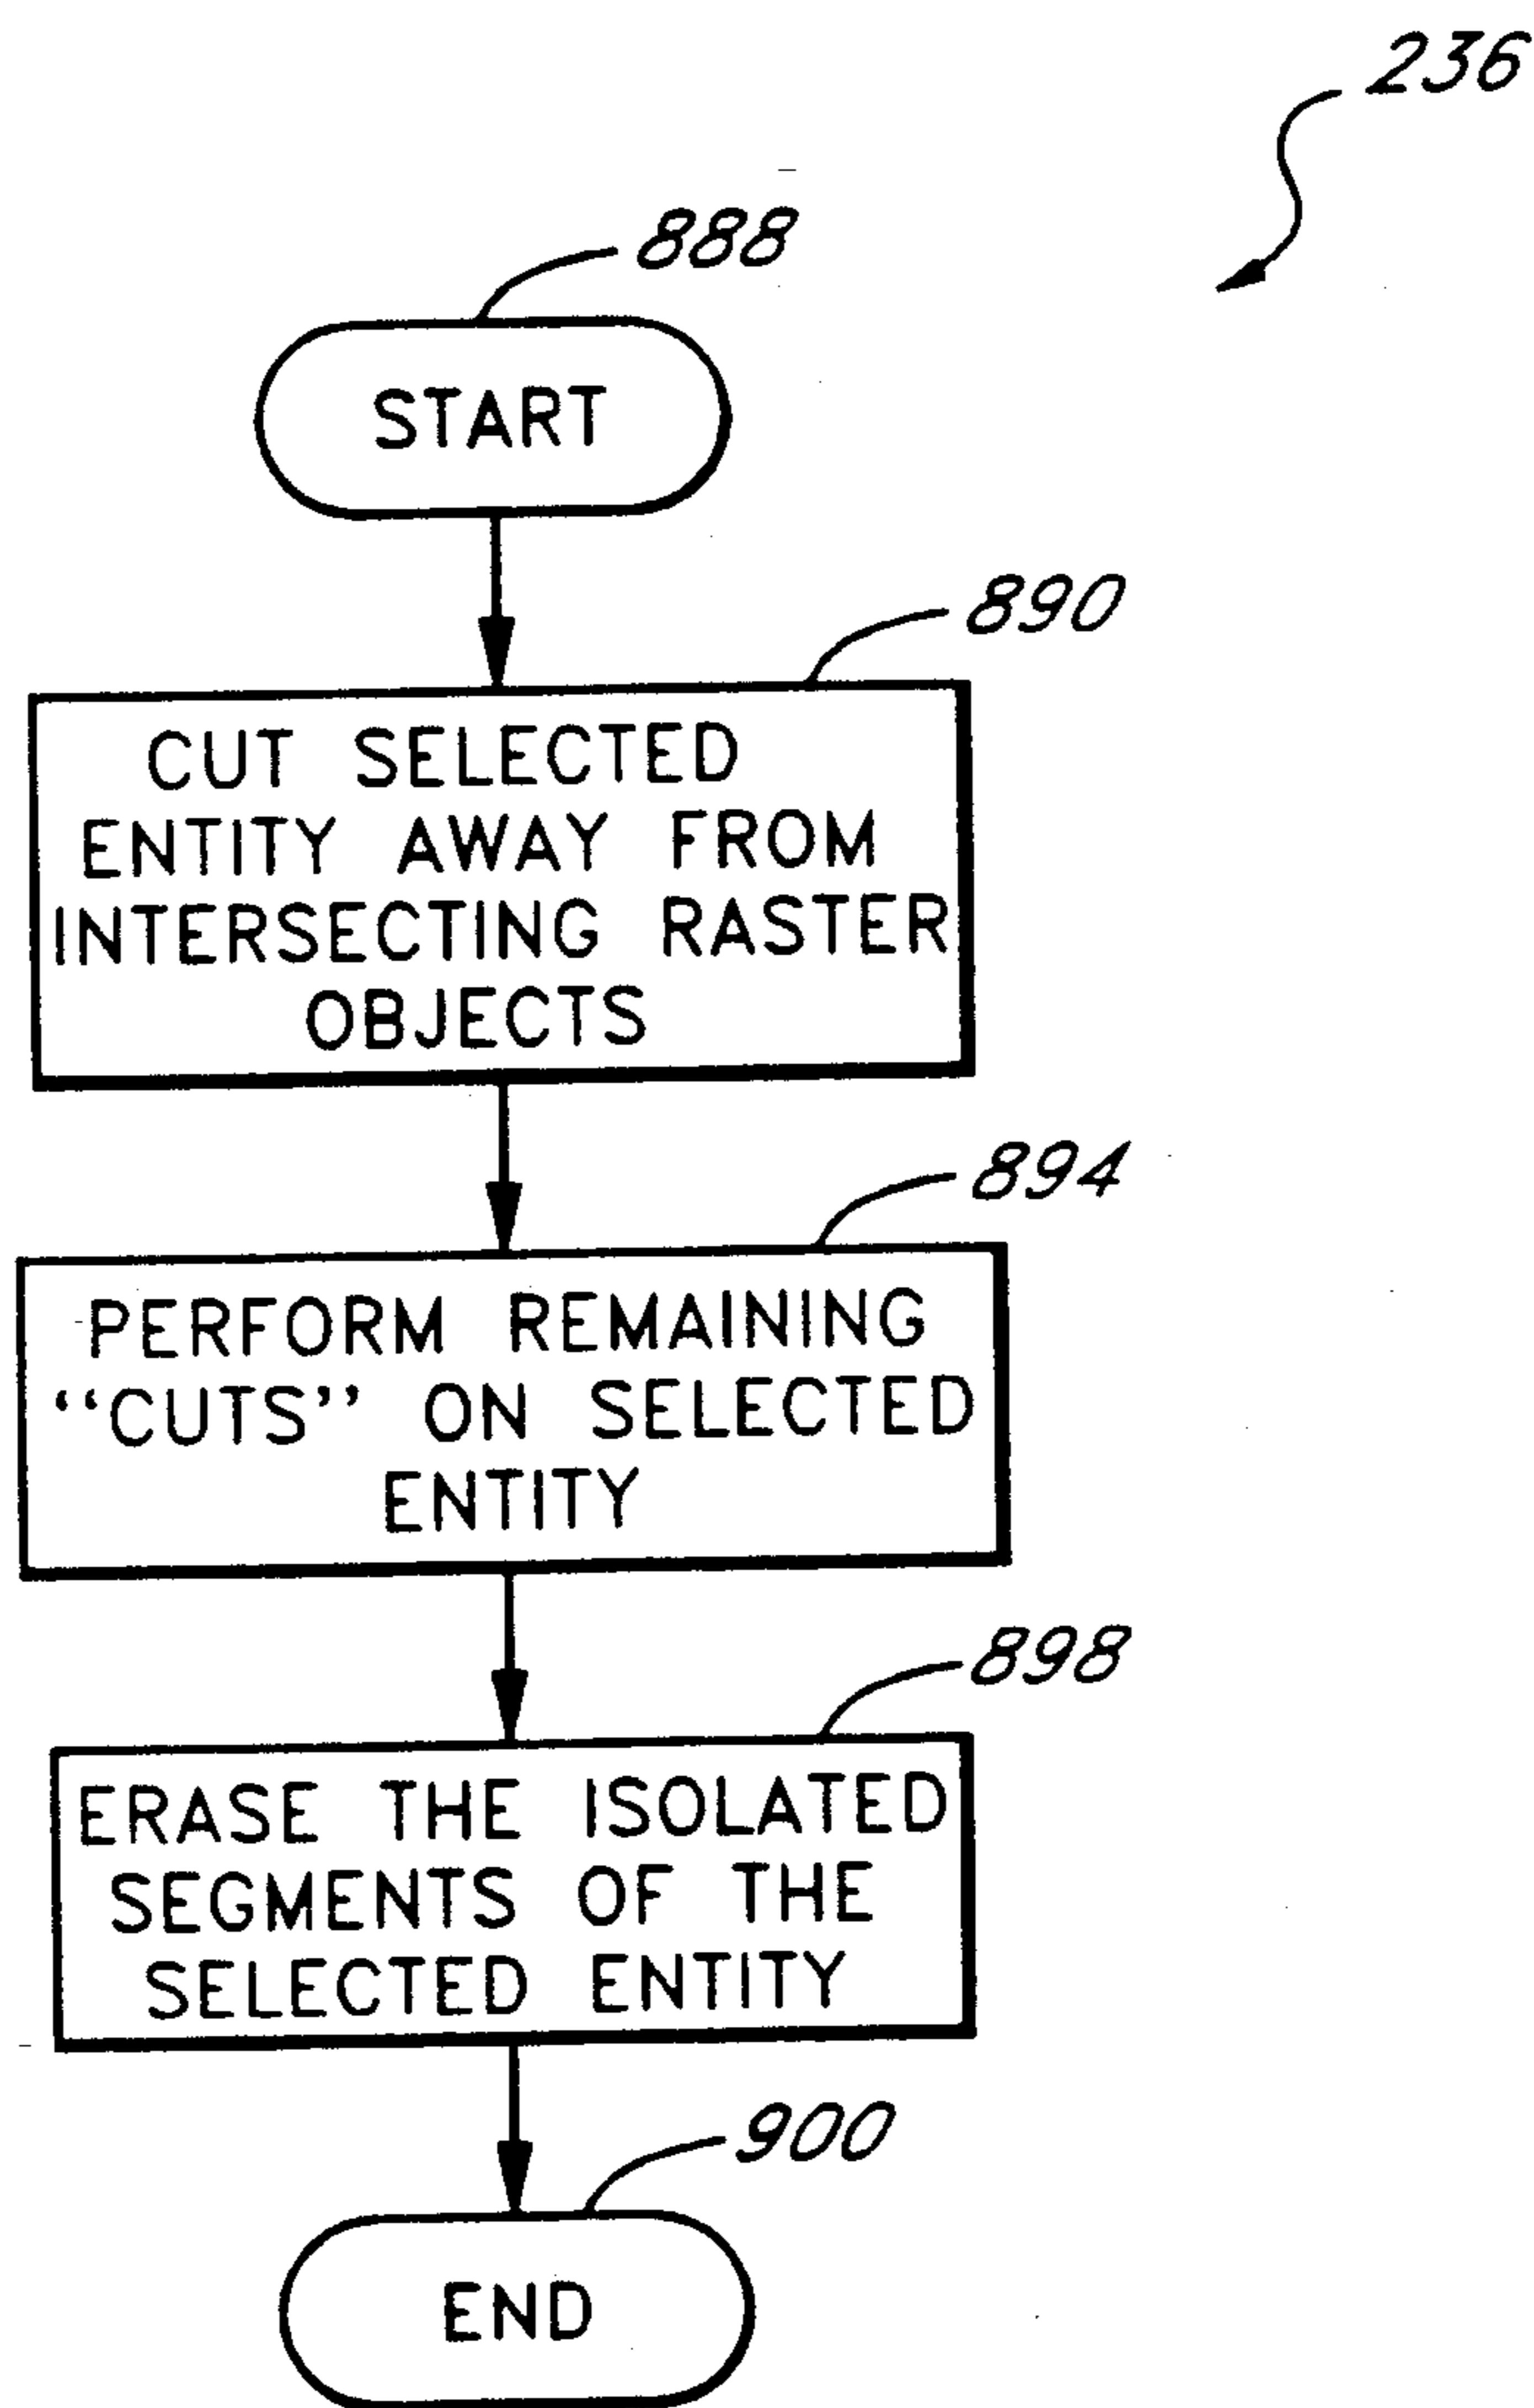 236
888
START
890
CUT SELECTED
ENTITY AWAY FROM
INTERSECTING RASTER
OBJECTS
894
PERFORM REMAINING
“CUTS” ON SELECTED
ENTITY
898
ERASE THE ISOLATED
SEGMENTS OF THE
SELECTED ENTITY
900
END